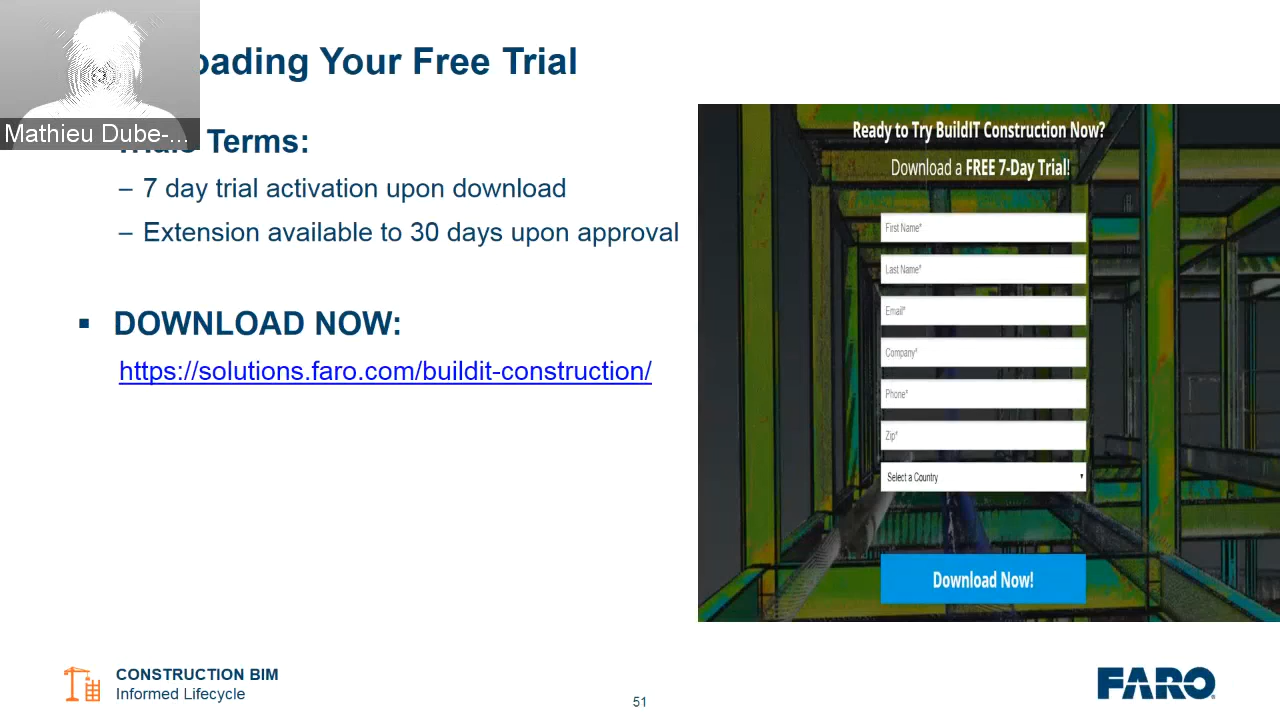 oading Your Free Trial
Mathieu Dube-...
Trials Terms:
– 7 day trial activation upon download
– Extension available to 30 days upon approval
▪ DOWNLOAD NOW:
https://solutions.faro.com/buildit-construction/
Ready to Try BuildIT Construction Now?
Download a FREE 7-Day Trial!
First Name*
Last Name*
Email*
Company*
Phone*
Zip*
Select a Country
Download Now!
CONSTRUCTION BIM
Informed Lifecycle
51
FARO